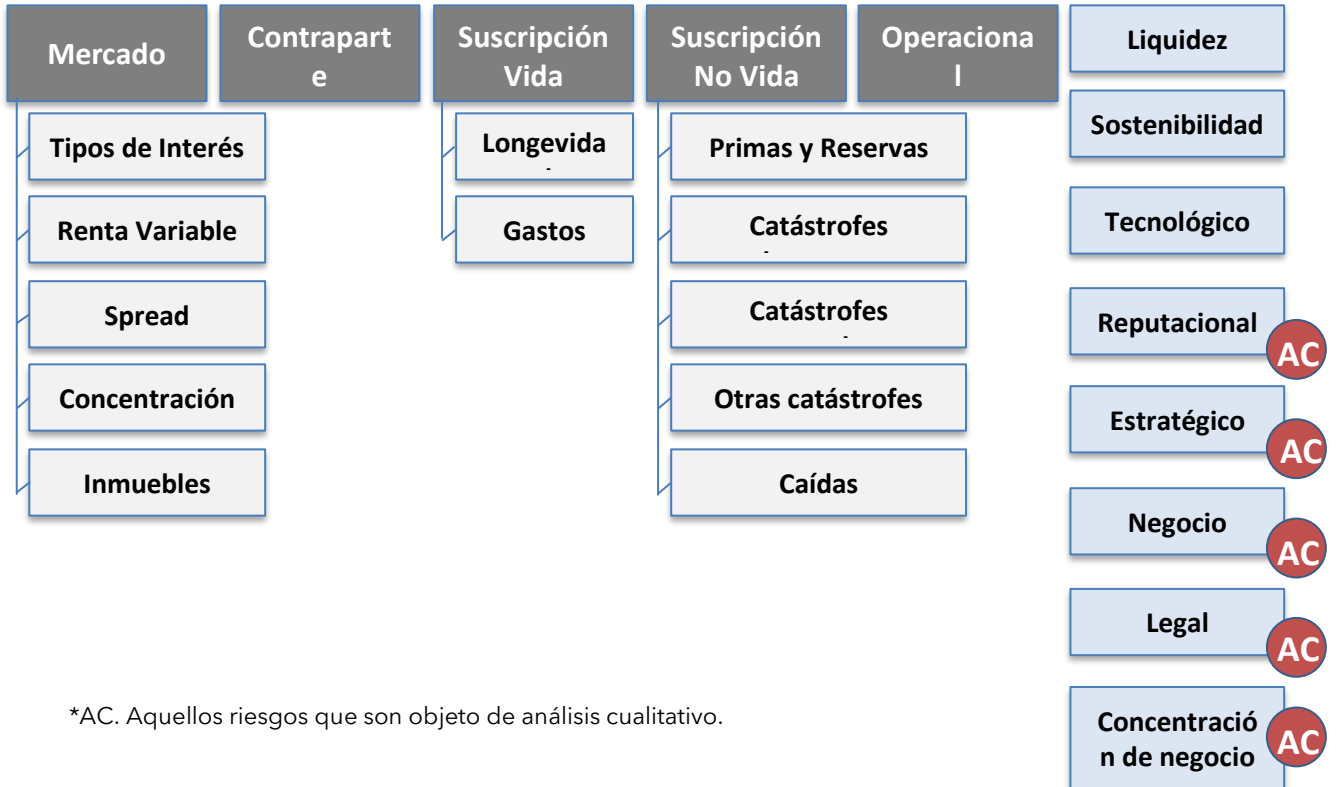 Mercado
Contrapart
e
Suscripción
Vida
Suscripción
No Vida
Operaciona
l
Liquidez
Tipos de Interés
Renta Variable
Spread
Concentración
Inmuebles
Longevida
Gastos
Primas y Reservas
Catástrofes
Catástrofes
Otras catástrofes
Caídas
Sostenibilidad
Tecnológico
Reputacional
AC
Estratégico
AC
Negocio
AC
Legal
AC
Concentració
n de negocio
AC
*AC. Aquellos riesgos que son objeto de análisis cualitativo.